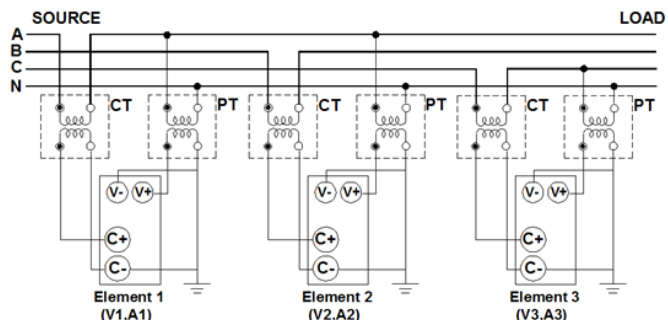 SOURCE LOAD
A
B
C
N
CT PT CT PT CT PT
V- V+ V- V+ V- V+
C+ C+ C+
C- C- C-
Element 1 Element 2 Element 3
(V1,A1) (V2,A2) (V3,A3)